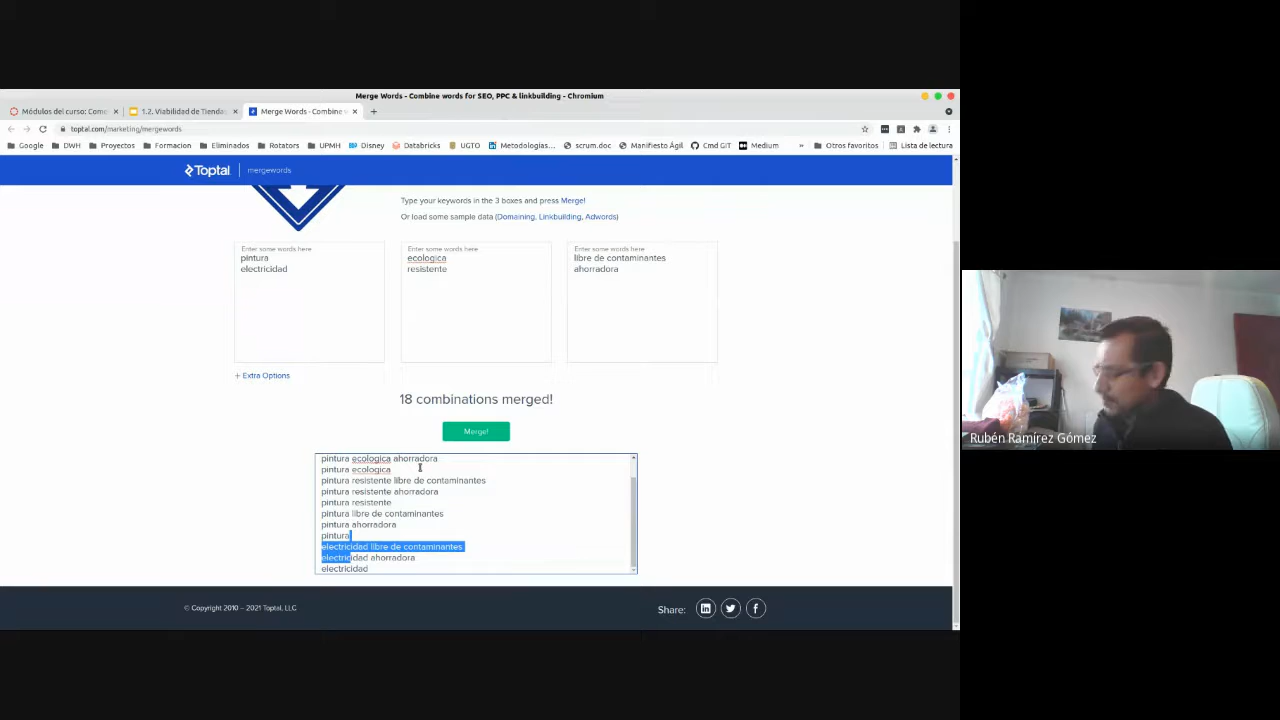 Merge Words - Combine words for SEO, PPC & linkbuilding - Chromium
Módulos del curso: Come
1.2. Viabilidad de Tiendas
Merge Words - Combine w
toptal.com/marketing/mergewords
Google DWH Proyectos Formacion Eliminados Rotators UPMH Disney Databricks UGTO Metodologías... scrum.doc Manifiesto Ágil Cmd GIT Medium » Otros favoritos Lista de lectura
Toptal mergewords
Type your keywords in the 3 boxes and press Merge!
Or load some sample data (Domaining, Linkbuilding, Adwords)
Enter some words here
pintura
electricidad
Enter some words here
ecologica
resistente
Enter some words here
libre de contaminantes
ahorradora
+ Extra Options
18 combinations merged!
Merge!
pintura ecologica ahorradora
pintura ecologica
pintura resistente libre de contaminantes
pintura resistente ahorradora
pintura resistente
pintura libre de contaminantes
pintura ahorradora
pintura
electricidad libre de contaminantes
electricidad ahorradora
electricidad
© Copyright 2010 – 2021 Toptal, LLC
Share:
Rubén Ramírez Gómez